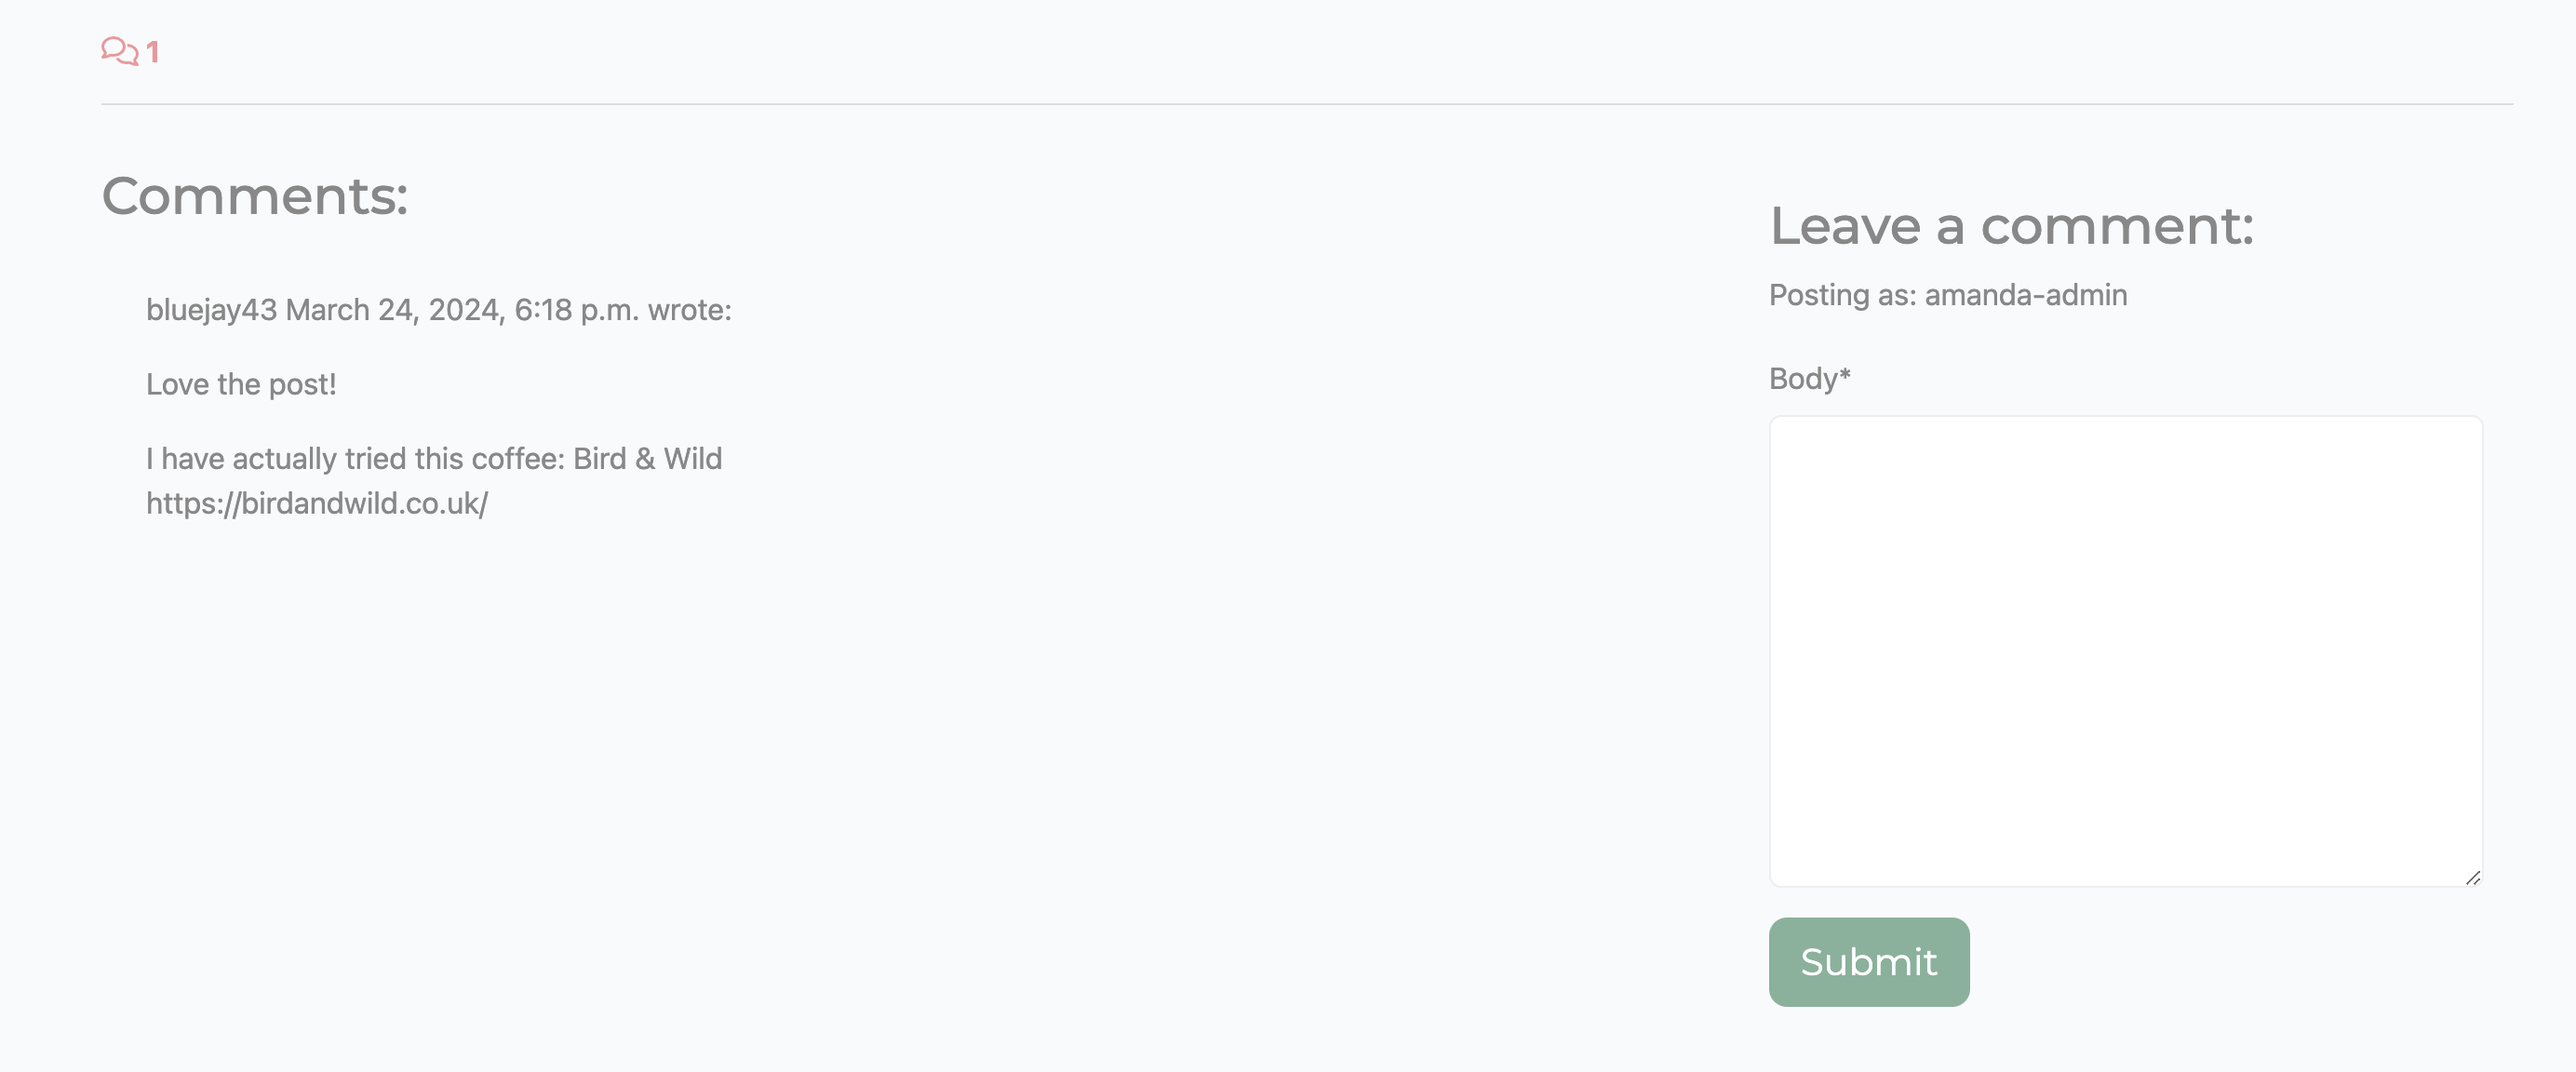 1
Comments:
bluejay43 March 24, 2024, 6:18 p.m. wrote:
Love the post!
I have actually tried this coffee: Bird & Wild
https://birdandwild.co.uk/
Leave a comment:
Posting as: amanda-admin
Body*
Submit